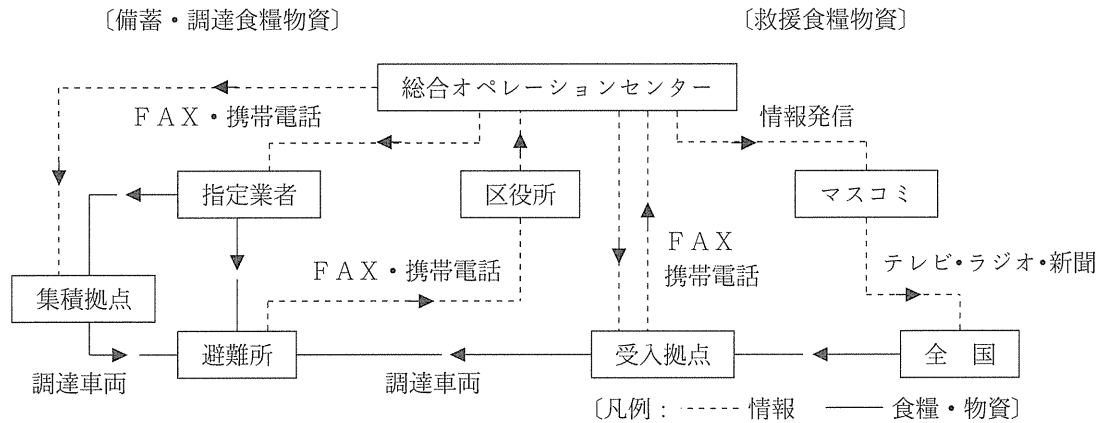 〔備蓄・調達食糧物資〕
〔救援食糧物資〕
総合オペレーションセンター
ＦＡＸ・携帯電話
情報発信
指定業者
区役所
マスコミ
ＦＡＸ
携帯電話
ＦＡＸ・携帯電話
テレビ・ラジオ・新聞
集積拠点
避難所
受入拠点
全　国
調達車両
調達車両
〔凡例：------情報　――食糧・物資〕